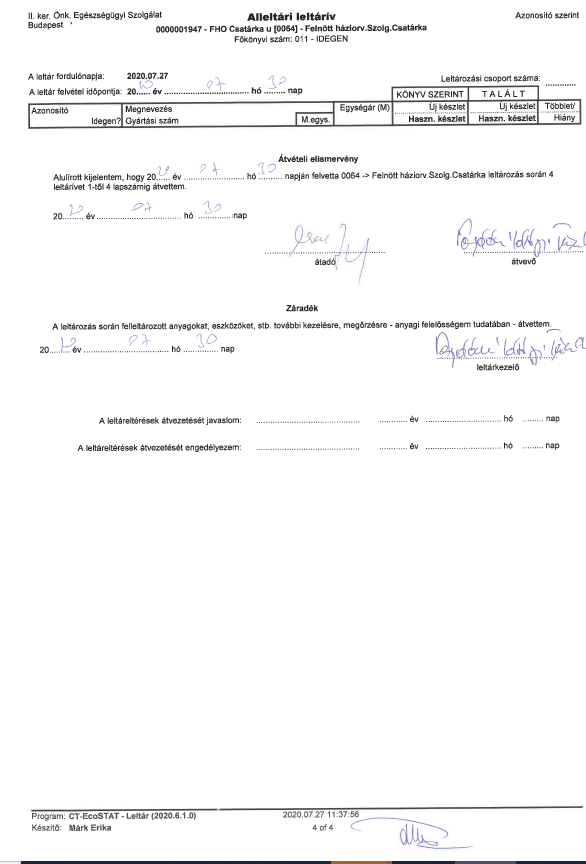 II. ker. Önk. Egészségügyi Szolgálat
Budapest
Alleltári leltárív
Azonosító szerint
0000001947 - FHO Csatárka u [0064] - Felnött háziorv.Szolg.Csatárka
Főkönyvi szám: 011 - IDEGEN
A leltár fordulónapja: 2020.07.27
Leltározási csoport száma: ............
A leltár felvétel időpontja: 20 20 év 07 hó 30 nap
KÖNYV SZERINT TALÁLT
Azonosító Megnevezés Egységár (M) Új készlet Új készlet Többlet/
Idegen? Gyártási szám M.egys. Haszn. készlet Haszn. készlet Hiány
Átvételi elismervény
Alulírott kijelentem, hogy 20 20 év 07 hó 30 napján felvetta 0064 -> Felnött háziorv.Szolg.Csatárka leltározás során 4
leltárívet 1-től 4 lapszámig átvettem.
20 20 év 07 hó 30 nap
átadó átvevő
Záradék
A leltározás során felleltározott anyagokat, eszközöket, stb. további kezelésre, megőrzésre - anyagi felelősségem tudatában - átvettem.
20 20 év 07 hó 30 nap
leltárkezelő
A leltáreltérések átvezetését javaslom: .................................... ........... év .......................... hó ........ nap
A leltáreltérések átvezetését engedélyezem: .................................... ........... év .......................... hó ........ nap
Program: CT-EcoSTAT - Leltár (2020.6.1.0) 2020.07.27 11:37:56
Készítő: Márk Erika 4 of 4